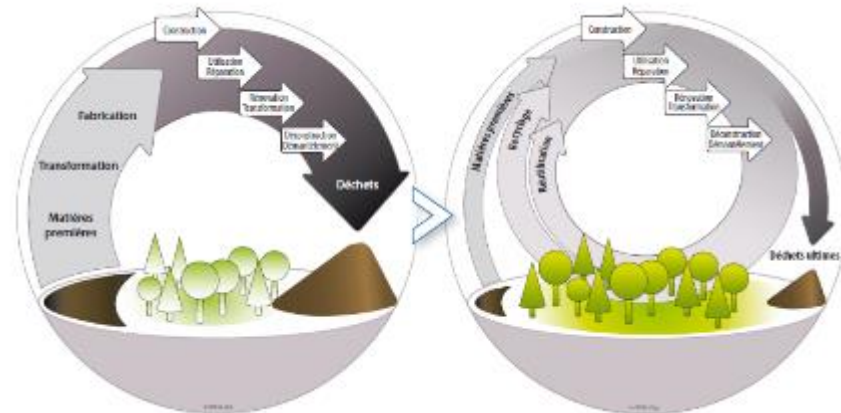 Construction
Utilisation
Réparation
Rénovation
Transformation
Déconstruction
Démantèlement
Fabrication
Transformation
Matières
premières
Déchets
Construction
Utilisation
Réparation
Rénovation
Transformation
Déconstruction
Démantèlement
Matières premières
Recyclage
Réutilisation
Déchets ultimes